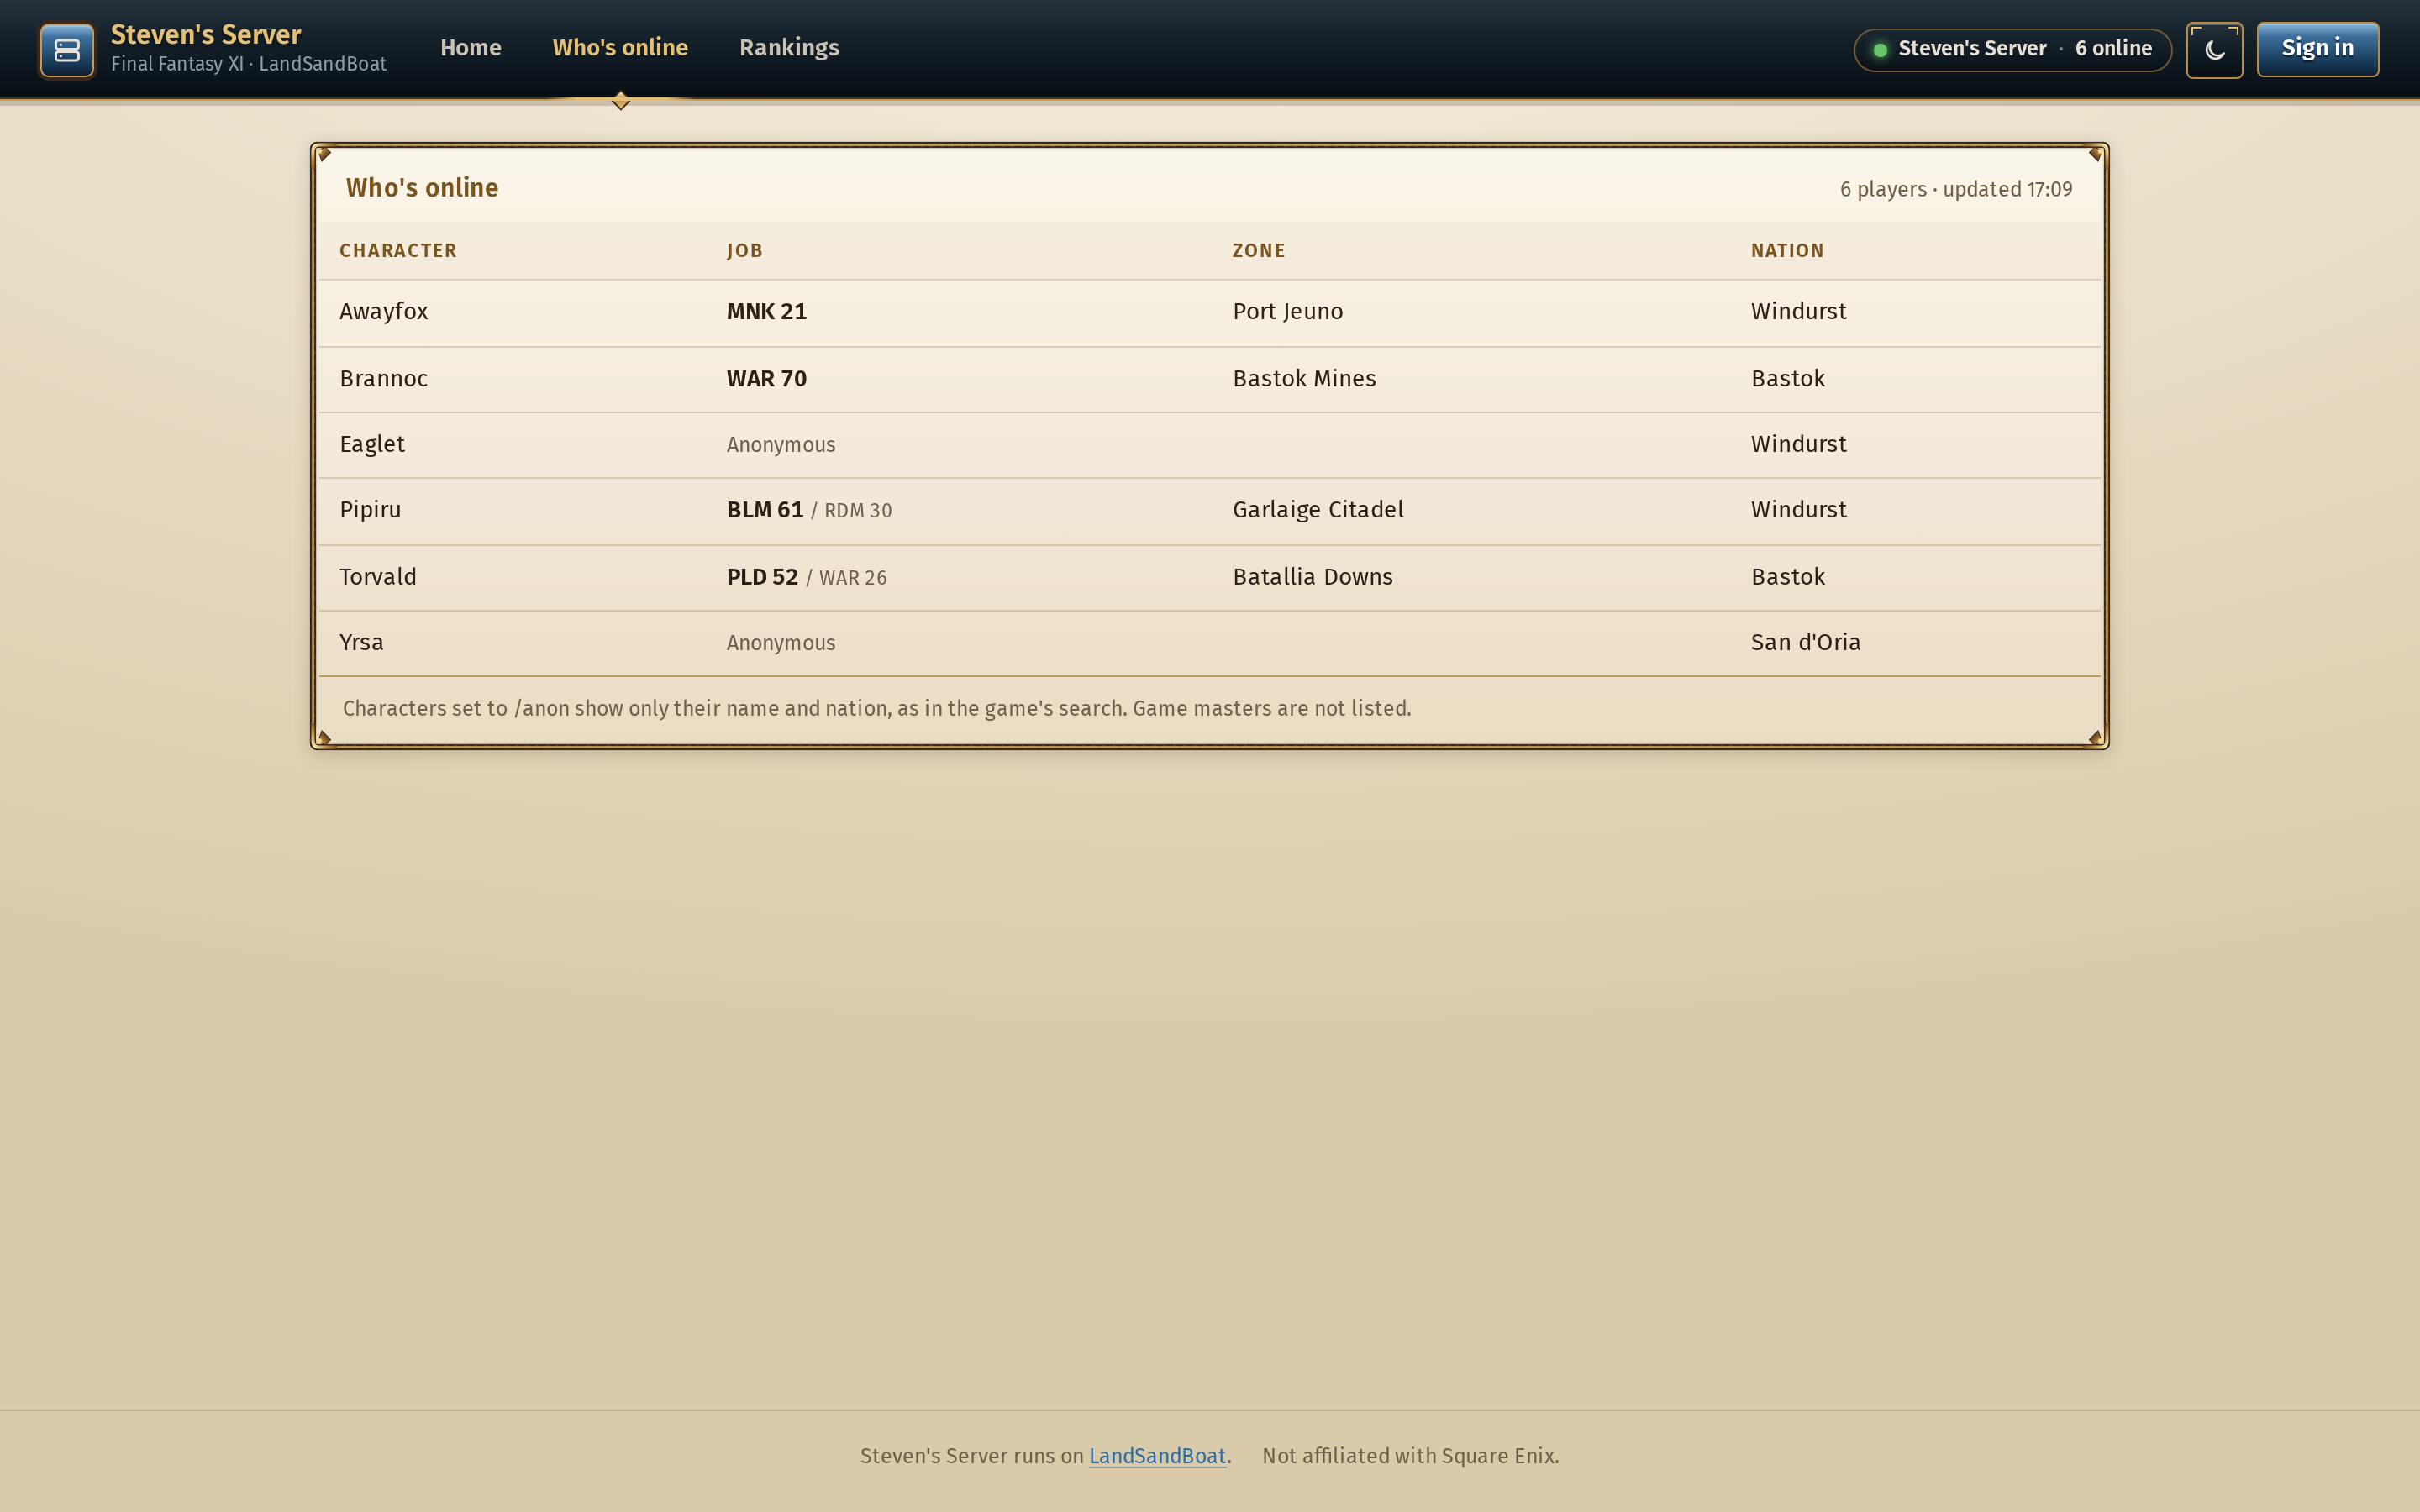 Steven's Server
Final Fantasy XI · LandSandBoat
Home Who's online Rankings
Steven's Server · 6 online
Sign in
Who's online
6 players · updated 17:09
CHARACTER JOB ZONE NATION
Awayfox MNK 21 Port Jeuno Windurst
Brannoc WAR 70 Bastok Mines Bastok
Eaglet Anonymous Windurst
Pipiru BLM 61 / RDM 30 Garlaige Citadel Windurst
Torvald PLD 52 / WAR 26 Batallia Downs Bastok
Yrsa Anonymous San d'Oria
Characters set to /anon show only their name and nation, as in the game's search. Game masters are not listed.
Steven's Server runs on LandSandBoat. Not affiliated with Square Enix.